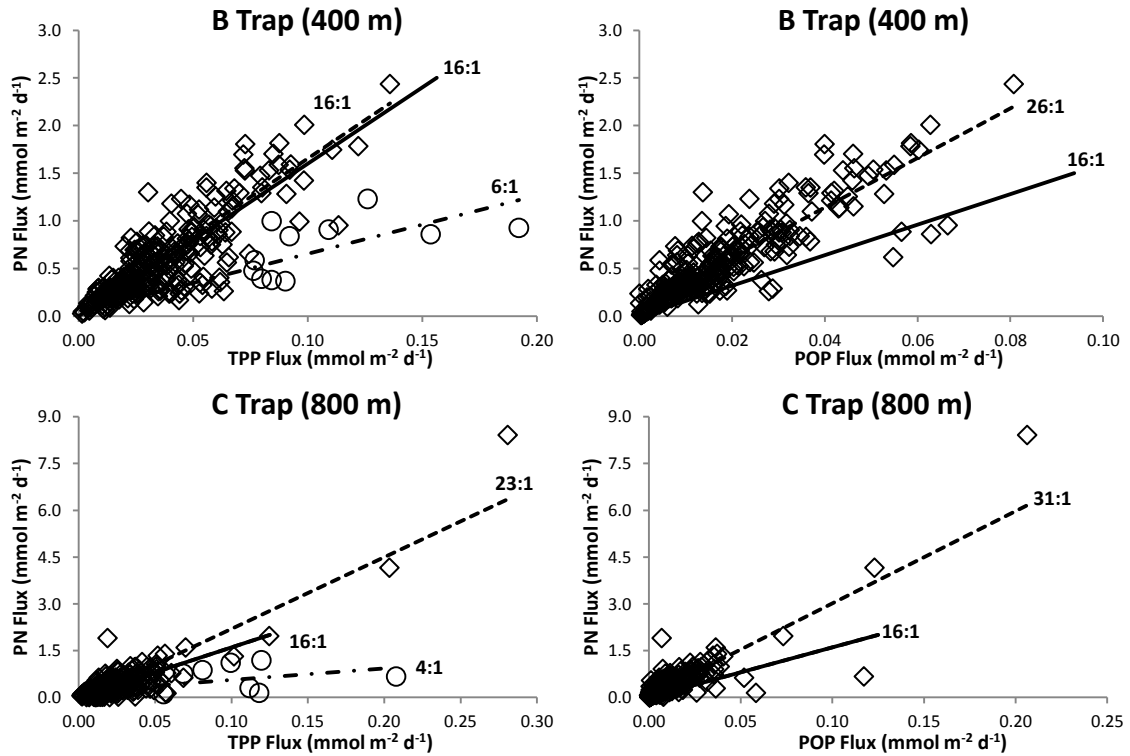 B Trap (400 m)
3.0
2.5
2.0
1.5
1.0
0.5
0.0
PN Flux (mmol m-2 d-1)
16:1
16:1
6:1
0.00 0.05 0.10 0.15 0.20
TPP Flux (mmol m-2 d-1)
B Trap (400 m)
3.0
2.5
2.0
1.5
1.0
0.5
0.0
PN Flux (mmol m-2 d-1)
26:1
16:1
0.00 0.02 0.04 0.06 0.08 0.10
POP Flux (mmol m-2 d-1)
C Trap (800 m)
9.0
7.5
6.0
4.5
3.0
1.5
0.0
PN Flux (mmol m-2 d-1)
23:1
16:1
4:1
0.00 0.05 0.10 0.15 0.20 0.25 0.30
TPP Flux (mmol m-2 d-1)
C Trap (800 m)
9.0
7.5
6.0
4.5
3.0
1.5
0.0
PN Flux (mmol m-2 d-1)
31:1
16:1
0.00 0.05 0.10 0.15 0.20 0.25
POP Flux (mmol m-2 d-1)